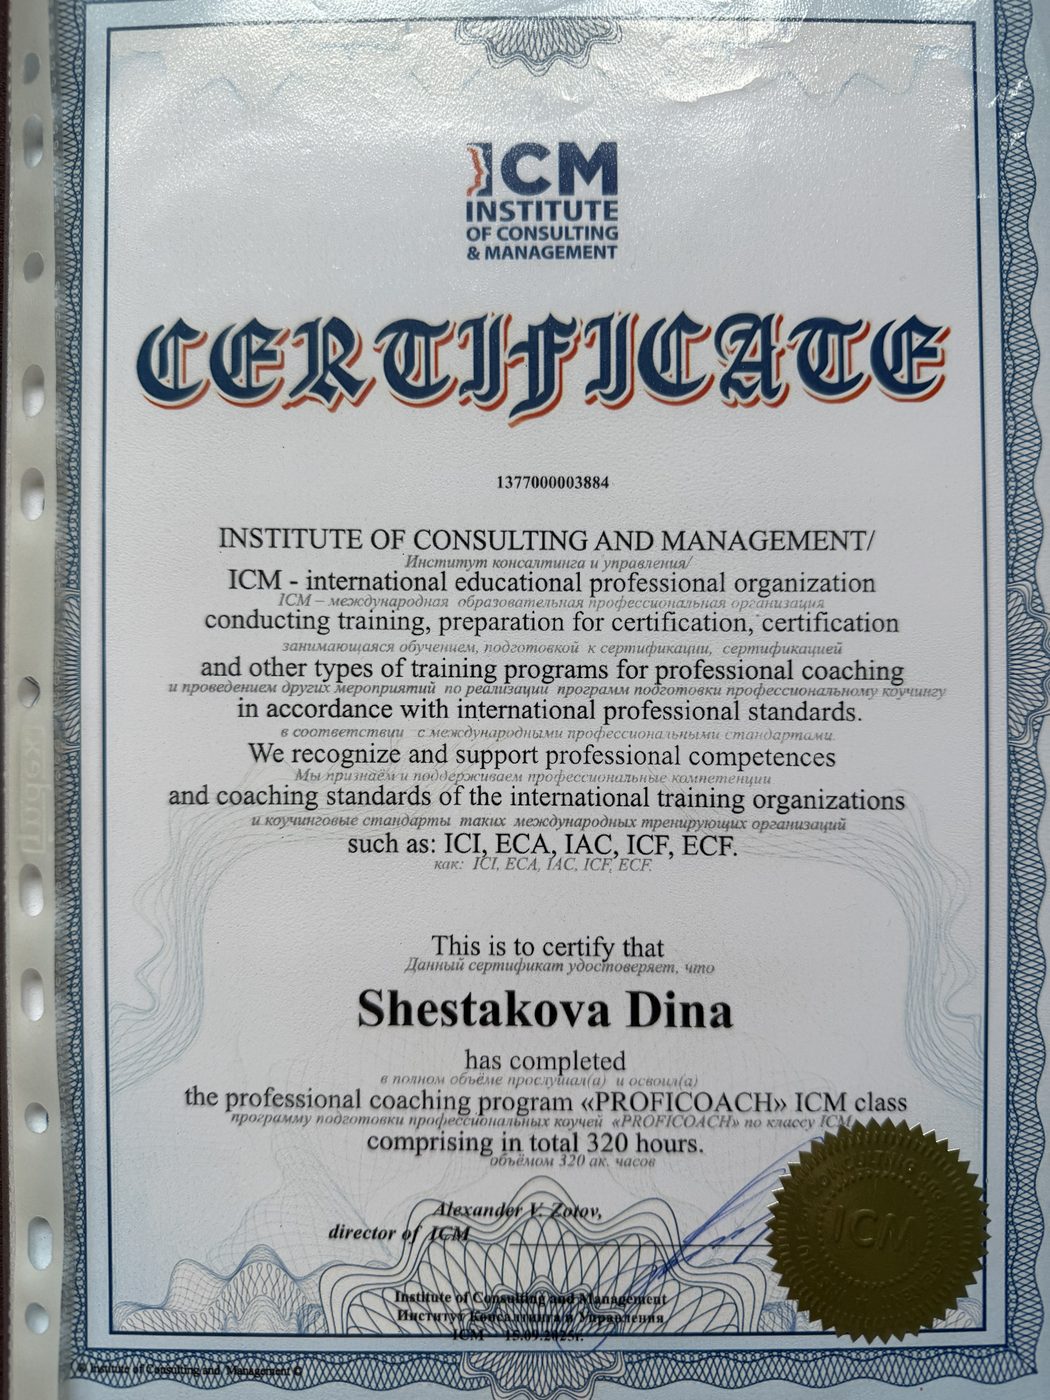 ICM
INSTITUTE
OF CONSULTING
& MANAGEMENT
CERTIFICATE
1377000003884
INSTITUTE OF CONSULTING AND MANAGEMENT/
Институт консалтинга и управления/
ICM - international educational professional organization
ICM – международная образовательная профессиональная организация
conducting training, preparation for certification, certification
занимающаяся обучением, подготовкой к сертификации, сертификацией
and other types of training programs for professional coaching
и проведением других мероприятий по реализации программ подготовки профессиональному коучингу
in accordance with international professional standards.
в соответствии с международными профессиональными стандартами.
We recognize and support professional competences
Мы признаём и поддерживаем профессиональные компетенции
and coaching standards of the international training organizations
и коучинговые стандарты таких международных тренирующих организаций
such as: ICI, ECA, IAC, ICF, ECF.
как: ICI, ECA, IAC, ICF, ECF.
This is to certify that
Данный сертификат удостоверяет, что
Shestakova Dina
has completed
в полном объёме прослушал(а) и освоил(а)
the professional coaching program «PROFICOACH» ICM class
программу подготовки профессиональных коучей «PROFICOACH» по классу ICM
comprising in total 320 hours.
объёмом 320 ак. часов
Alexander V. Zotov,
director of ICM
ICM
Institute of Consulting and Management
Институт Консалтинга и Управления
ICM 15.09.2025г.
© Institute of Consulting and Management ©